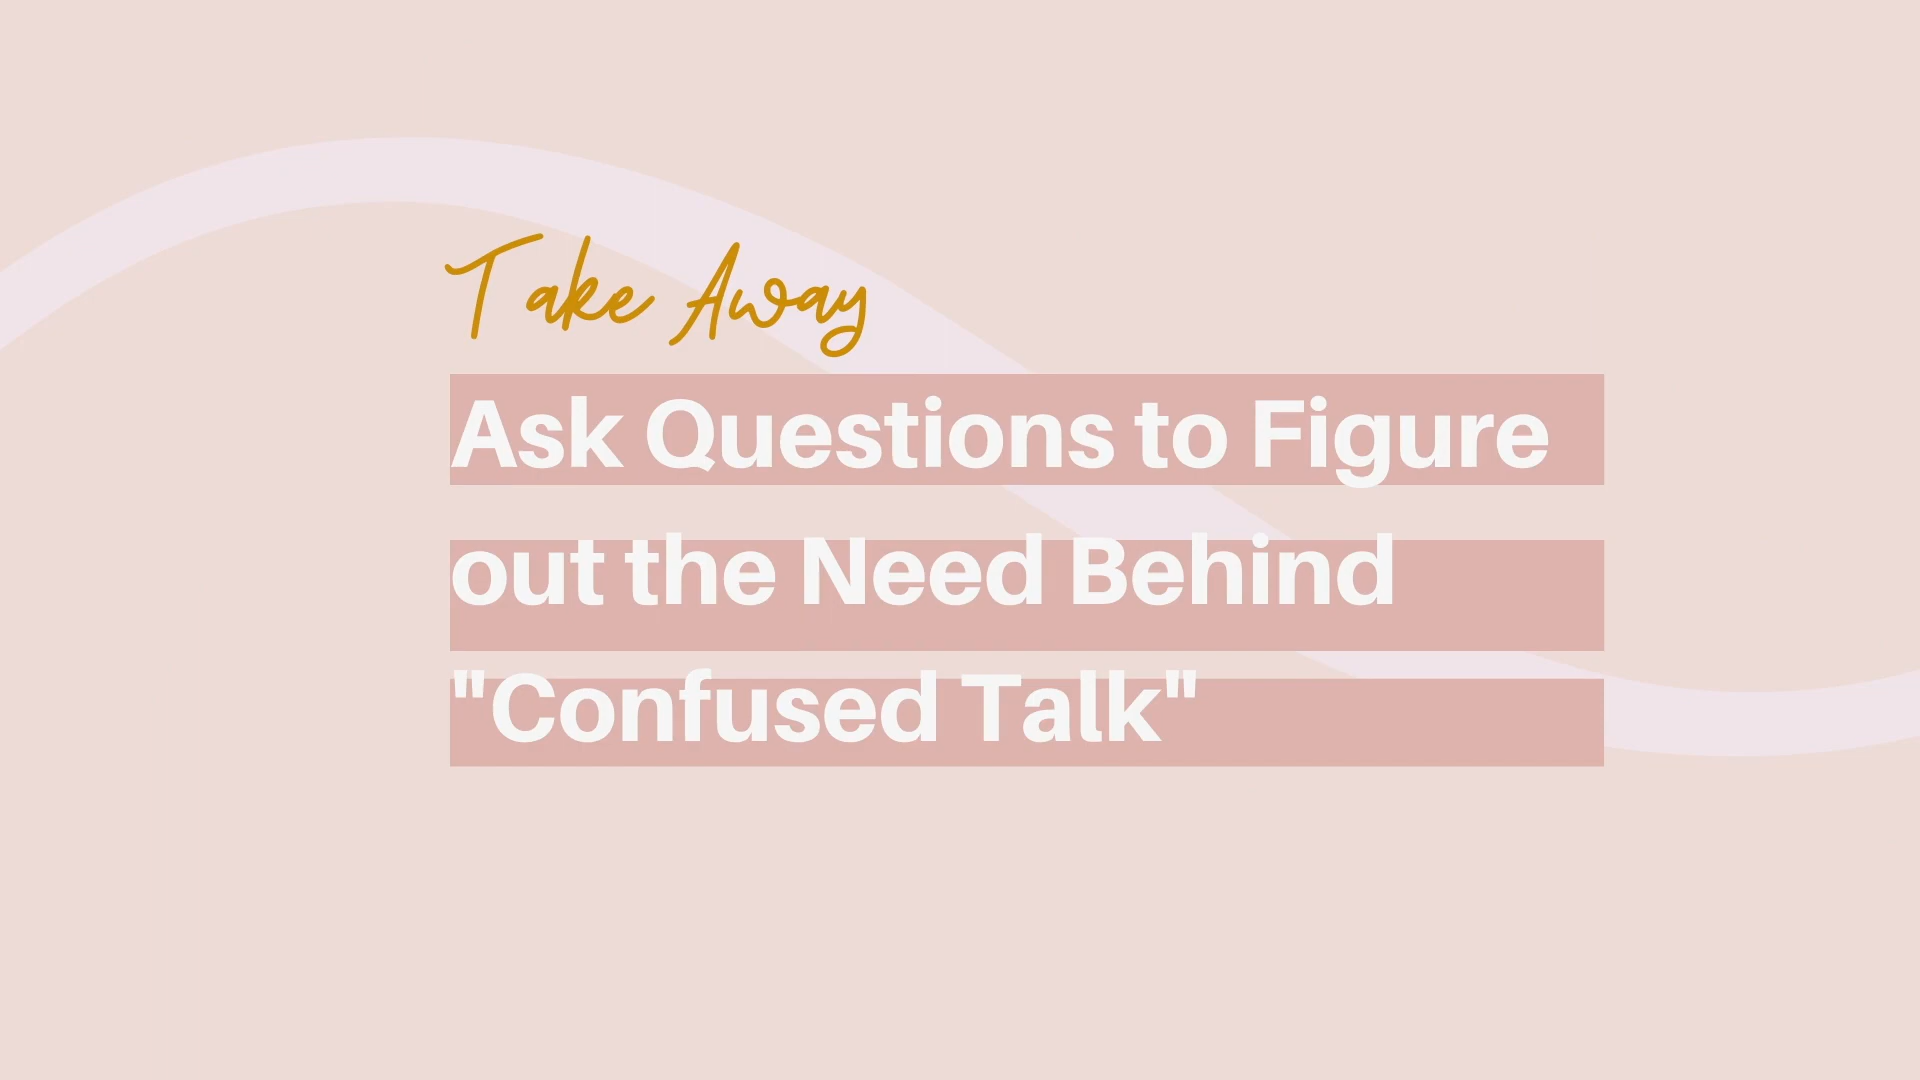 Take Away
Ask Questions to Figure
out the Need Behind
"Confused Talk"